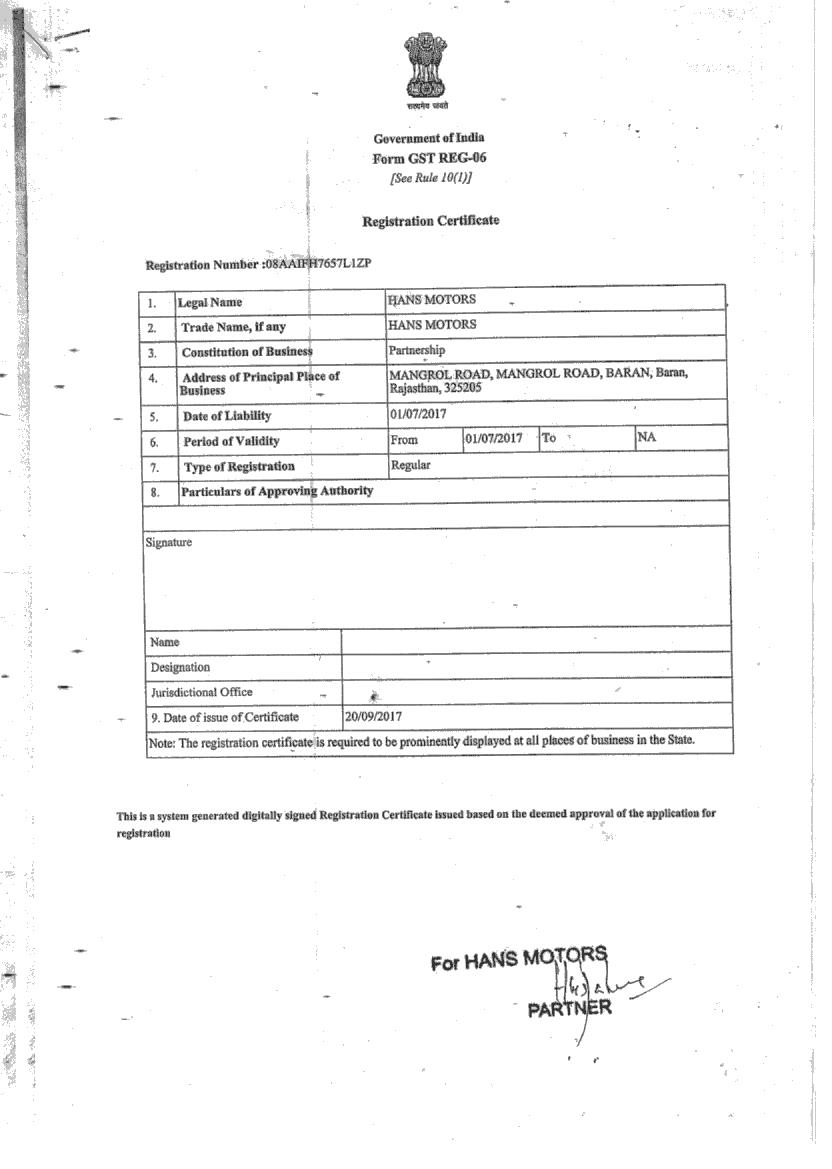 सत्यमेव जयते
Government of India
Form GST REG-06
[See Rule 10(1)]
Registration Certificate
Registration Number :08AAIFH7657L1ZP
1. Legal Name HANS MOTORS
2. Trade Name, if any HANS MOTORS
3. Constitution of Business Partnership
4. Address of Principal Place of Business MANGROL ROAD, MANGROL ROAD, BARAN, Baran, Rajasthan, 325205
5. Date of Liability 01/07/2017
6. Period of Validity From 01/07/2017 To NA
7. Type of Registration Regular
8. Particulars of Approving Authority
Signature
Name
Designation
Jurisdictional Office
9. Date of issue of Certificate 20/09/2017
Note: The registration certificate is required to be prominently displayed at all places of business in the State.
This is a system generated digitally signed Registration Certificate issued based on the deemed approval of the application for
registration
For HANS MOTORS
PARTNER